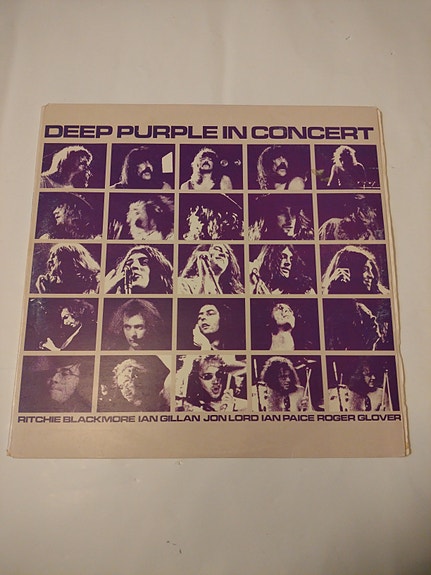 DEEP PURPLE IN CONCERT
RITCHIE BLACKMORE IAN GILLAN JON LORD IAN PAICE ROGER GLOVER